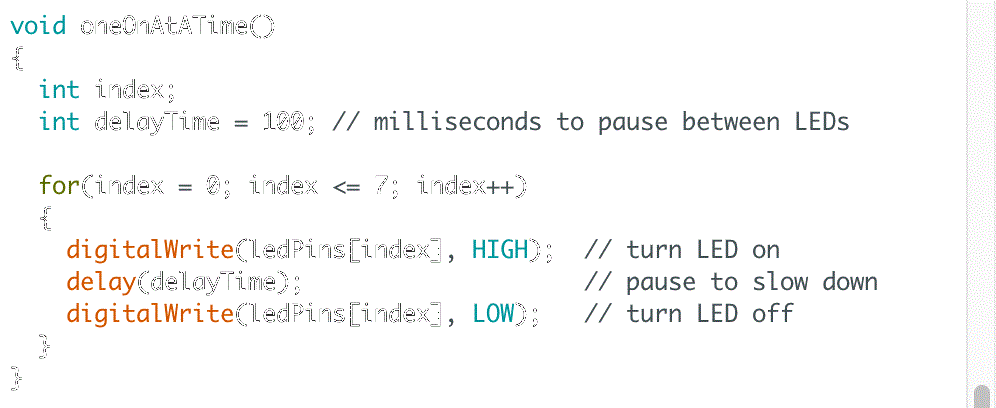 void oneOnAtATime()
{
  int index;
  int delayTime = 100; // milliseconds to pause between LEDs
  for(index = 0; index <= 7; index++)
  {
    digitalWrite(ledPins[index], HIGH);  // turn LED on
    delay(delayTime);                    // pause to slow down
    digitalWrite(ledPins[index], LOW);   // turn LED off
  }
}